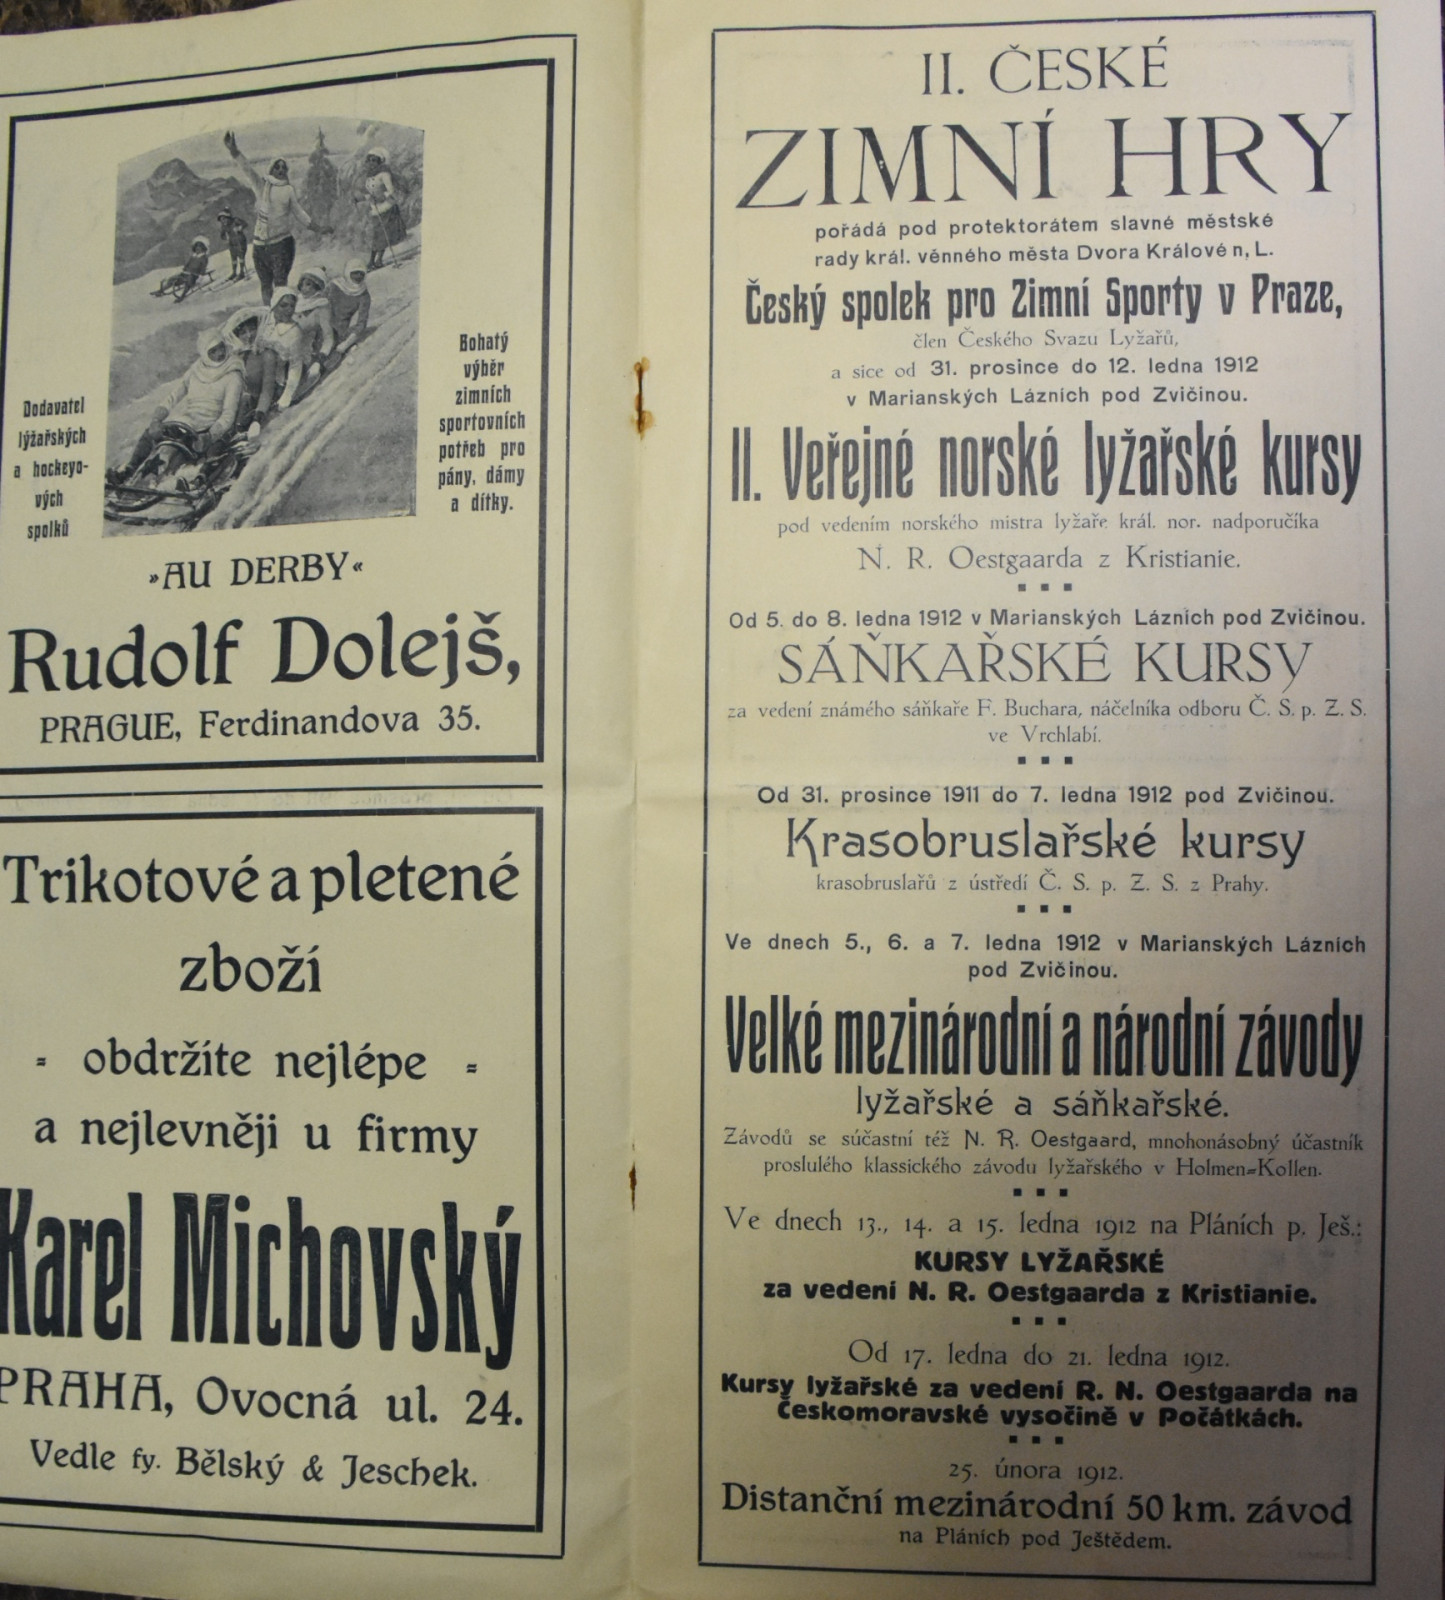 Dodavatel
lýžařských
a hockeyo-
vých
spolků
Bohatý
výběr
zimních
sportovních
potřeb pro
pány, dámy
a dítky.
»AU DERBY«
Rudolf Dolejš,
PRAGUE, Ferdinandova 35.
Trikotové a pletené
zboží
= obdržíte nejlépe =
a nejlevněji u firmy
Karel Michovský
PRAHA, Ovocná ul. 24.
Vedle fy. Bělský & Jeschek.
II. ČESKÉ
ZIMNÍ HRY
pořádá pod protektorátem slavné městské
rady král. věnného města Dvora Králové n, L.
Český spolek pro Zimní Sporty v Praze,
člen Českého Svazu Lyžařů,
a sice od 31. prosince do 12. ledna 1912
v Marianských Lázních pod Zvičinou.
II. Veřejné norské lyžařské kursy
pod vedením norského mistra lyžaře král. nor. nadporučíka
N. R. Oestgaarda z Kristianie.
Od 5. do 8. ledna 1912 v Marianských Lázních pod Zvičinou.
SÁŇKAŘSKÉ KURSY
za vedení známého sáňkaře F. Buchara, náčelníka odboru Č. S. p. Z. S.
ve Vrchlabí.
Od 31. prosince 1911 do 7. ledna 1912 pod Zvičinou.
Krasobruslařské kursy
krasobruslařů z ústředí Č. S. p. Z. S. z Prahy.
Ve dnech 5., 6. a 7. ledna 1912 v Marianských Lázních
pod Zvičinou.
Velké mezinárodní a národní závody
lyžařské a sáňkařské.
Závodů se súčastní též N. R. Oestgaard, mnohonásobný účastník
proslulého klassického závodu lyžařského v Holmen=Kollen.
Ve dnech 13., 14. a 15. ledna 1912 na Pláních p. Ješ.:
KURSY LYŽAŘSKÉ
za vedení N. R. Oestgaarda z Kristianie.
Od 17. ledna do 21. ledna 1912.
Kursy lyžařské za vedení R. N. Oestgaarda na
Českomoravské vysočině v Počátkách.
25. února 1912.
Distanční mezinárodní 50 km. závod
na Pláních pod Ještědem.